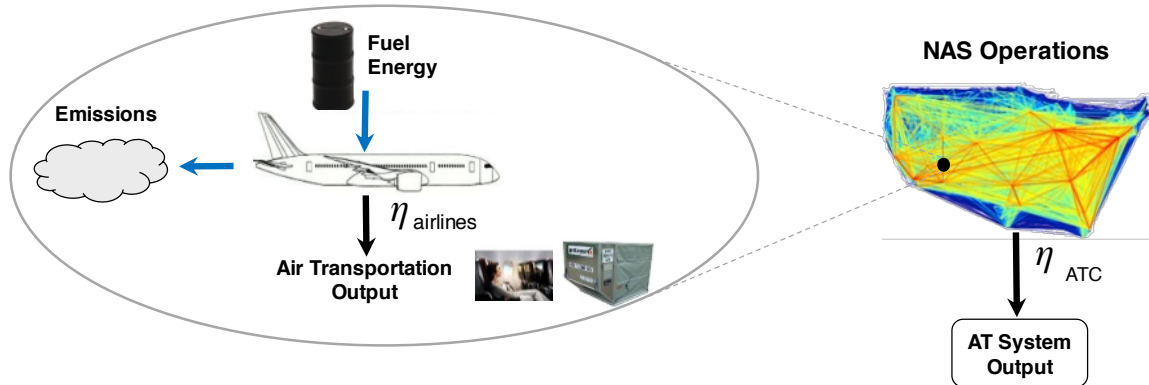 Fuel
Energy
NAS Operations
Emissions
η airlines
Air Transportation
Output
η ATC
AT System
Output